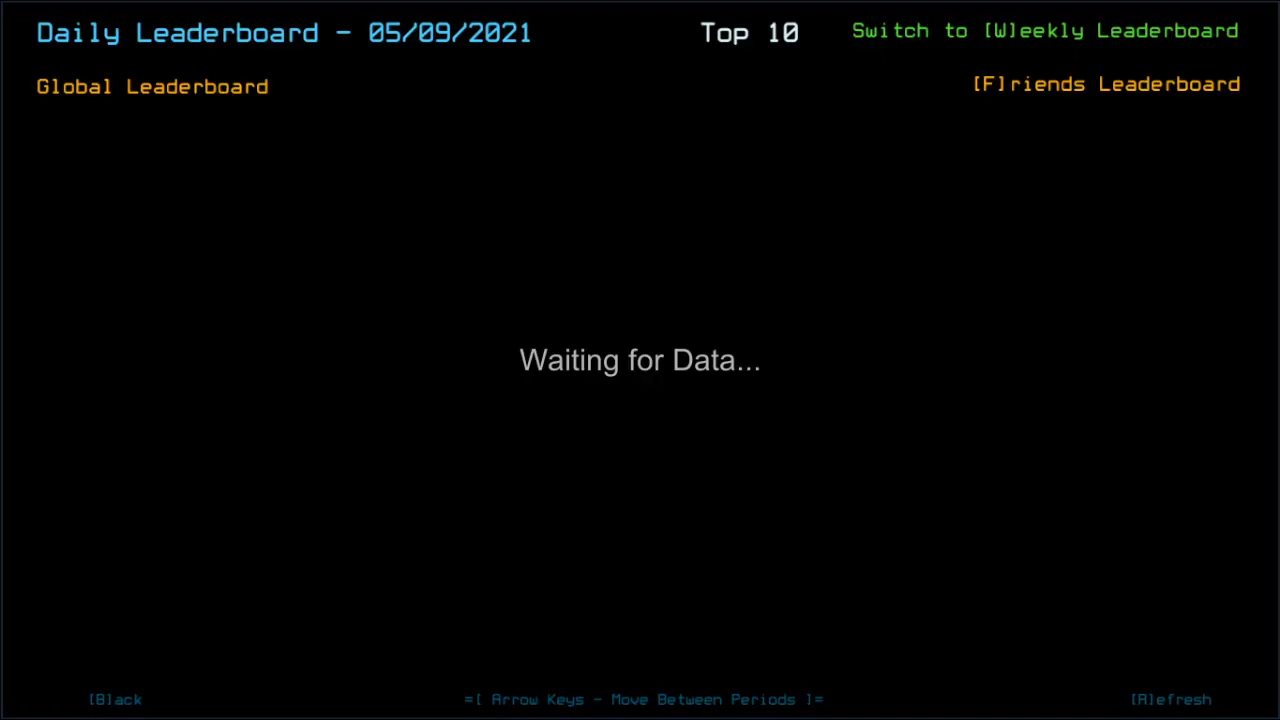 Daily Leaderboard - 05/09/2021
Top 10
Switch to [W]eekly Leaderboard
Global Leaderboard
[F]riends Leaderboard
Waiting for Data...
[B]ack
=[ Arrow Keys - Move Between Periods ]=
[R]efresh